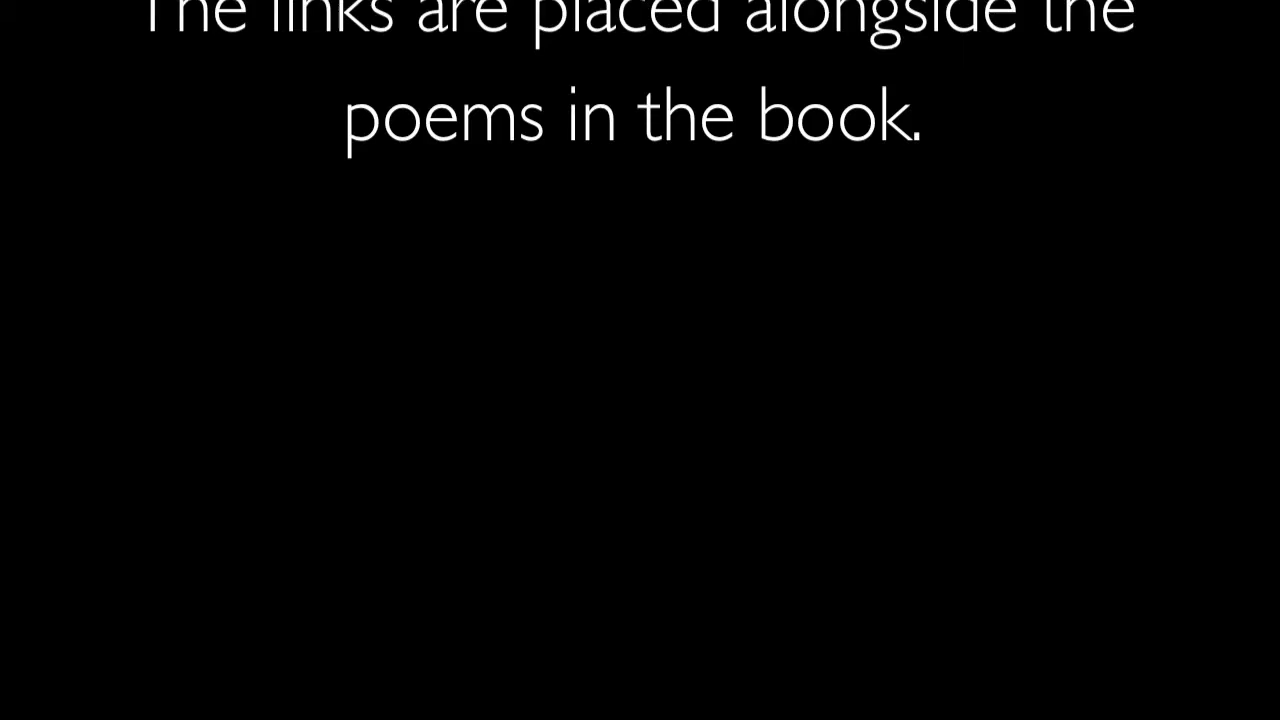 The links are placed alongside the
poems in the book.